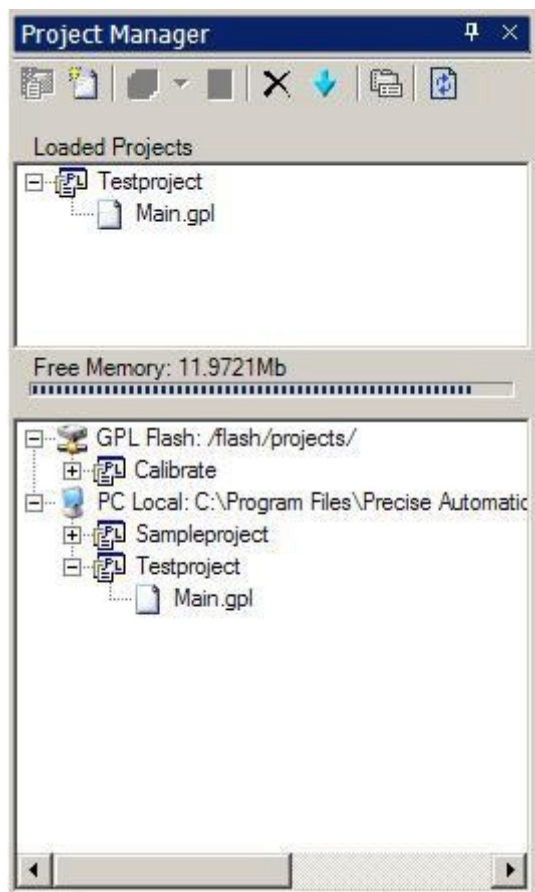 Project Manager
Loaded Projects
Testproject
Main.gpl
Free Memory: 11.9721Mb
GPL Flash: /flash/projects/
Calibrate
PC Local: C:\Program Files\Precise Automatic
Sampleproject
Testproject
Main.gpl